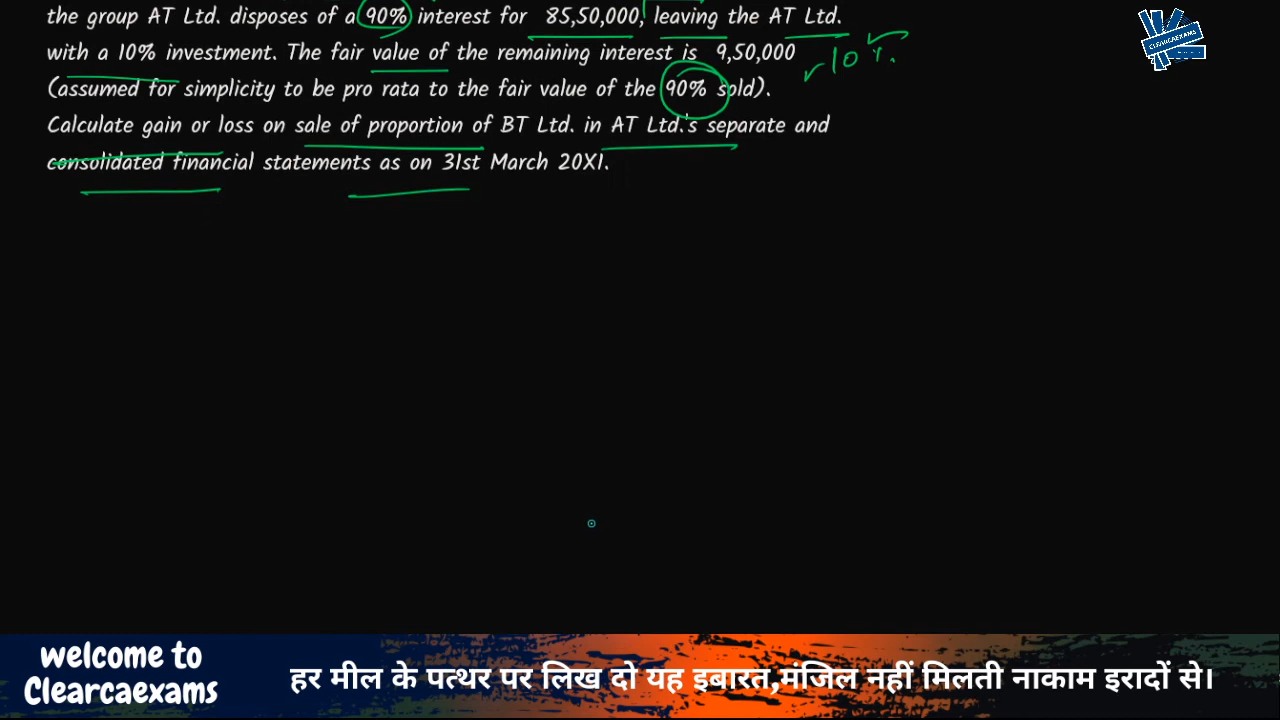 the group AT Ltd. disposes of a 90% interest for 85,50,000, leaving the AT Ltd.
with a 10% investment. The fair value of the remaining interest is 9,50,000
10 %.
(assumed for simplicity to be pro rata to the fair value of the 90% sold).
Calculate gain or loss on sale of proportion of BT Ltd. in AT Ltd.'s separate and
consolidated financial statements as on 31st March 20X1.
CLEARCAEXAMS
welcome to
Clearcaexams
हर मील के पत्थर पर लिख दो यह इबारत,मंजिल नहीं मिलती नाकाम इरादों से।